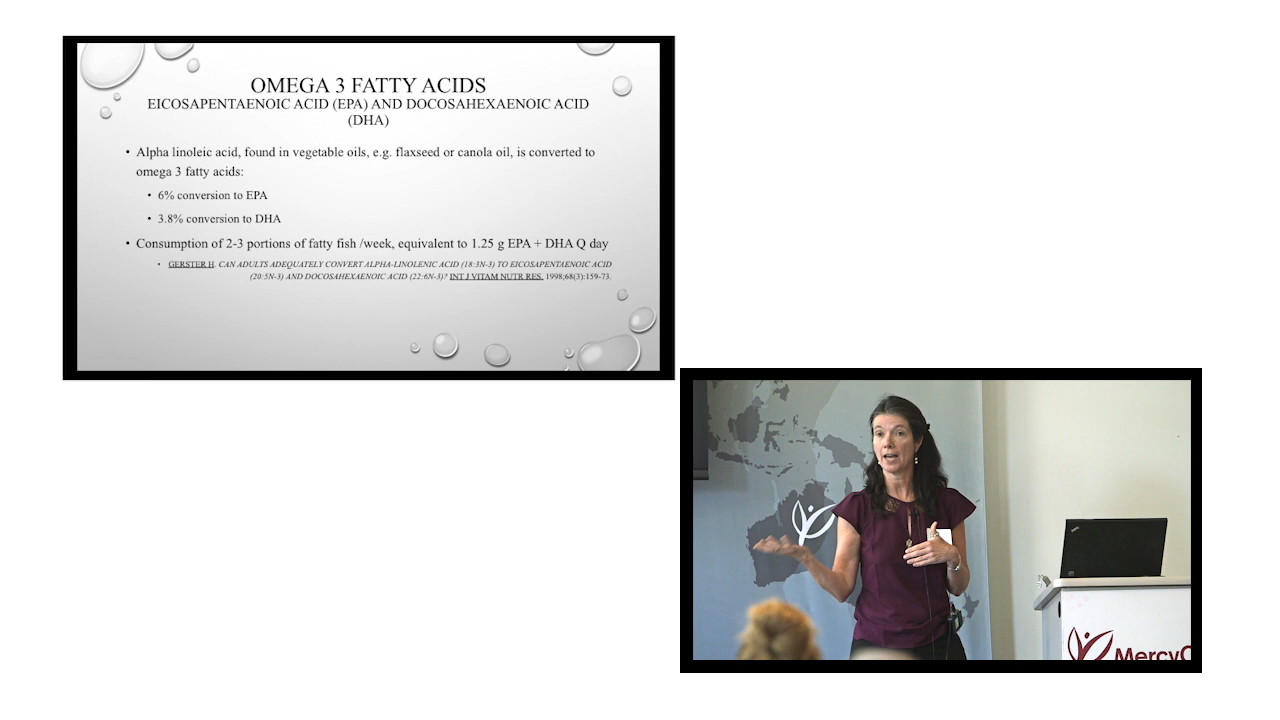 OMEGA 3 FATTY ACIDS
EICOSAPENTAENOIC ACID (EPA) AND DOCOSAHEXAENOIC ACID
(DHA)
• Alpha linoleic acid, found in vegetable oils, e.g. flaxseed or canola oil, is converted to
omega 3 fatty acids:
• 6% conversion to EPA
• 3.8% conversion to DHA
• Consumption of 2-3 portions of fatty fish /week, equivalent to 1.25 g EPA + DHA Q day
• GERSTER H. CAN ADULTS ADEQUATELY CONVERT ALPHA-LINOLENIC ACID (18:3N-3) TO EICOSAPENTAENOIC ACID
(20:5N-3) AND DOCOSAHEXAENOIC ACID (22:6N-3)? INT J VITAM NUTR RES. 1998;68(3):159-73.
MercyC